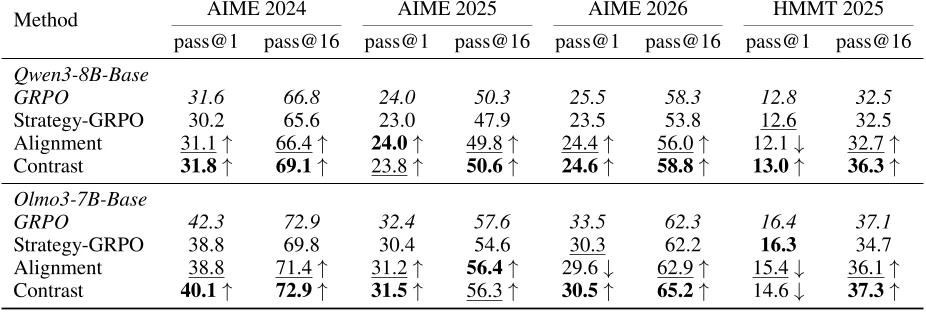 Method AIME 2024 AIME 2025 AIME 2026 HMMT 2025
pass@1 pass@16 pass@1 pass@16 pass@1 pass@16 pass@1 pass@16
Qwen3-8B-Base
GRPO 31.6 66.8 24.0 50.3 25.5 58.3 12.8 32.5
Strategy-GRPO 30.2 65.6 23.0 47.9 23.5 53.8 12.6 32.5
Alignment 31.1 ↑ 66.4 ↑ 24.0 ↑ 49.8 ↑ 24.4 ↑ 56.0 ↑ 12.1 ↓ 32.7 ↑
Contrast 31.8 ↑ 69.1 ↑ 23.8 ↑ 50.6 ↑ 24.6 ↑ 58.8 ↑ 13.0 ↑ 36.3 ↑
Olmo3-7B-Base
GRPO 42.3 72.9 32.4 57.6 33.5 62.3 16.4 37.1
Strategy-GRPO 38.8 69.8 30.4 54.6 30.3 62.2 16.3 34.7
Alignment 38.8 71.4 ↑ 31.2 ↑ 56.4 ↑ 29.6 ↓ 62.9 ↑ 15.4 ↓ 36.1 ↑
Contrast 40.1 ↑ 72.9 ↑ 31.5 ↑ 56.3 ↑ 30.5 ↑ 65.2 ↑ 14.6 ↓ 37.3 ↑